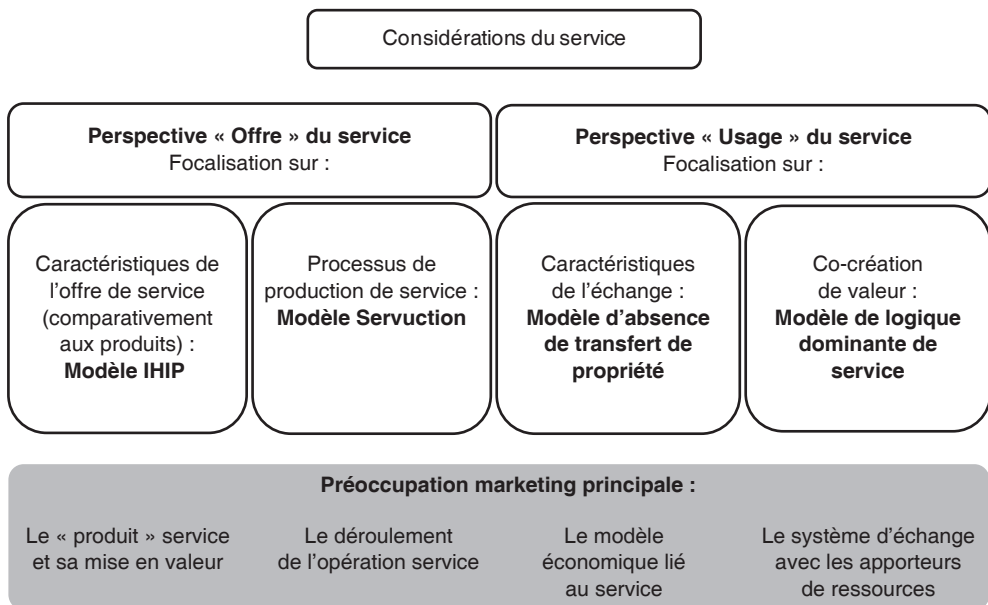 Considérations du service
Perspective « Offre » du service
Focalisation sur :
Perspective « Usage » du service
Focalisation sur :
Caractéristiques de
l’offre de service
(comparativement
aux produits) :
Modèle IHIP
Processus de
production de service :
Modèle Servuction
Caractéristiques
de l’échange :
Modèle d’absence
de transfert de
propriété
Co-création
de valeur :
Modèle de logique
dominante de
service
Préoccupation marketing principale :
Le « produit » service
et sa mise en valeur
Le déroulement
de l’opération service
Le modèle
économique lié
au service
Le système d’échange
avec les apporteurs
de ressources